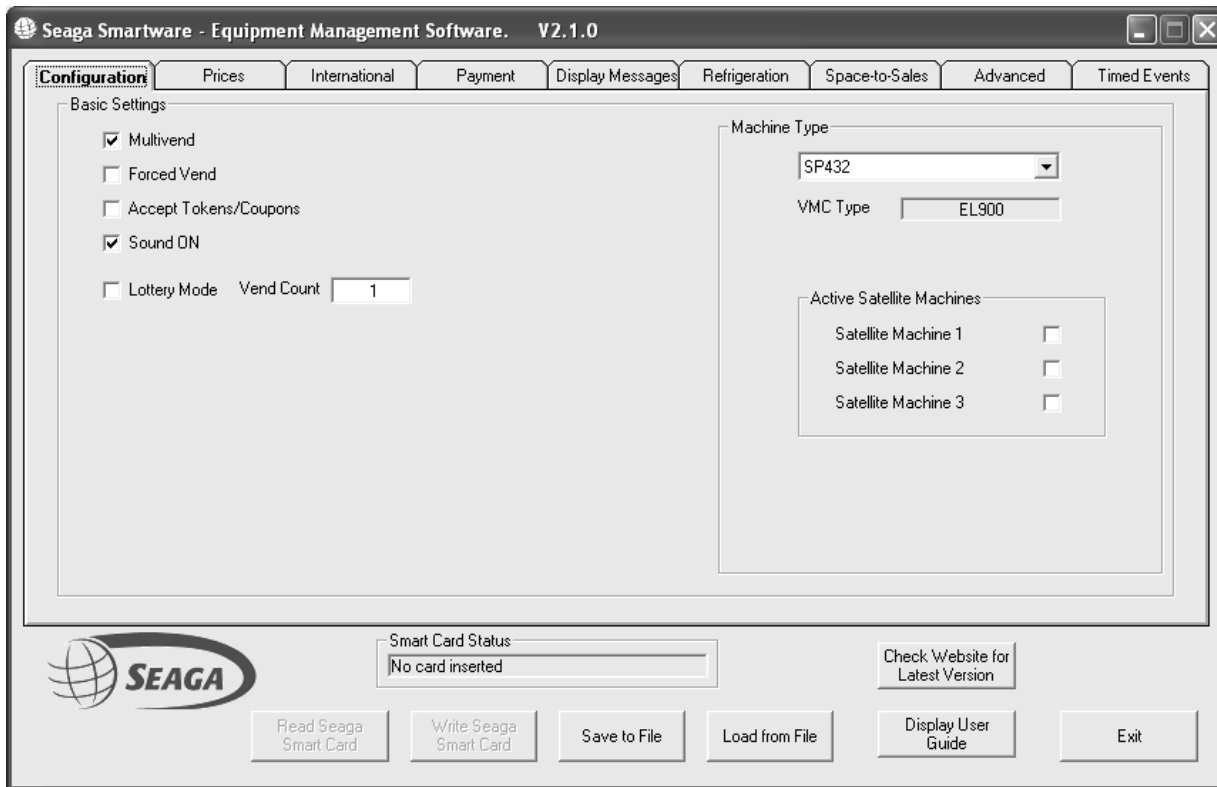 Seaga Smartware - Equipment Management Software. V2.1.0
Configuration Prices International Payment Display Messages Refrigeration Space-to-Sales Advanced Timed Events
Basic Settings
Multivend
Forced Vend
Accept Tokens/Coupons
Sound ON
Lottery Mode Vend Count 1
Machine Type
SP432
VMC Type EL900
Active Satellite Machines
Satellite Machine 1
Satellite Machine 2
Satellite Machine 3
SEAGA
Smart Card Status
No card inserted
Check Website for
Latest Version
Read Seaga
Smart Card
Write Seaga
Smart Card
Save to File
Load from File
Display User
Guide
Exit